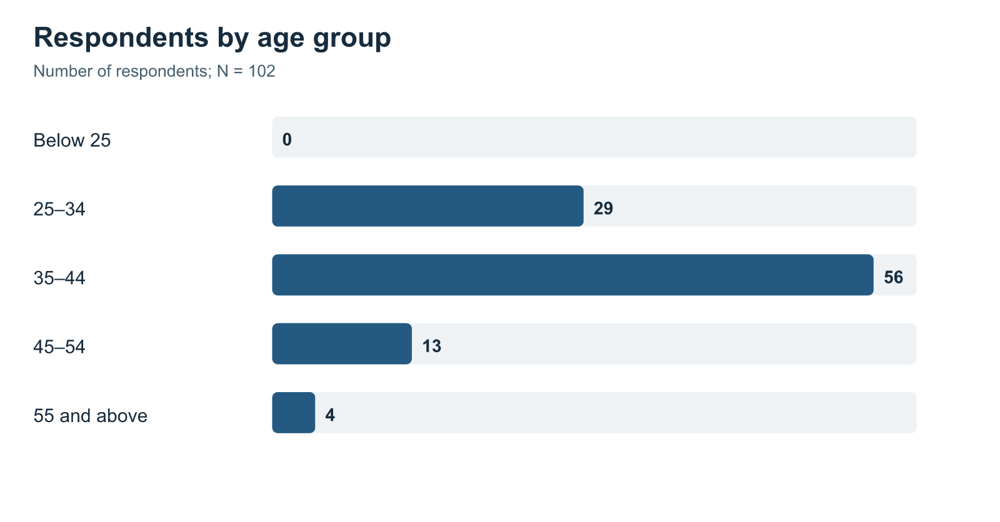 Respondents by age group
Number of respondents; N = 102
Below 25 0
25–34 29
35–44 56
45–54 13
55 and above 4